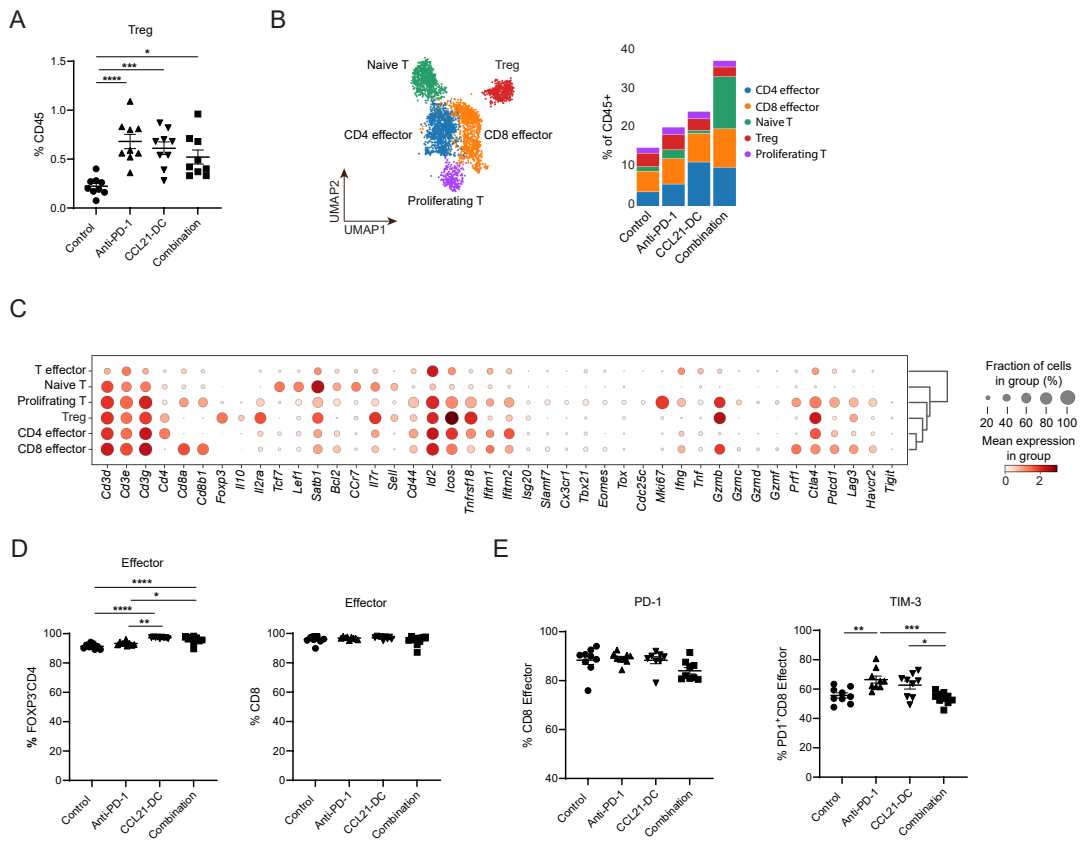 A
Treg
% CD45
1.5
1.0
0.5
0.0
*
***
****
Control
Anti-PD-1
CCL21-DC
Combination
B
Naive T
Treg
CD4 effector
CD8 effector
Proliferating T
UMAP2
UMAP1
% of CD45+
40
30
20
10
0
Control
Anti-PD-1
CCL21-DC
Combination
CD4 effector
CD8 effector
Naive T
Treg
Proliferating T
C
T effector
Naive T
Prolifrating T
Treg
CD4 effector
CD8 effector
Cd3d Cd3e Cd3g Cd4 Cd8a Cd8b1 Foxp3 Il10 Il2ra Tcf7 Lef1 Satb1 Bcl2 CCr7 Il7r Sell Cd44 Id2 Icos Tnfrsf18 Ifitm1 Ifitm2 Isg20 Slamf7 Cx3cr1 Tbx21 Eomes Tox Cdc25c Mki67 Ifng Tnf Gzmb Gzmc Gzmd Gzmf Prf1 Ctla4 Pdcd1 Lag3 Havcr2 Tigit
Fraction of cells
in group (%)
20 40 60 80 100
Mean expression
in group
0 2
D
Effector
% FOXP3-CD4
100
80
60
40
20
0
****
*
****
**
Control
Anti-PD-1
CCL21-DC
Combination
Effector
% CD8
100
80
60
40
20
0
Control
Anti-PD-1
CCL21-DC
Combination
E
PD-1
% CD8 Effector
100
80
60
40
Control
Anti-PD-1
CCL21-DC
Combination
TIM-3
% PD1+CD8 Effector
100
80
60
40
20
0
** ***
*
Control
Anti-PD-1
CCL21-DC
Combination